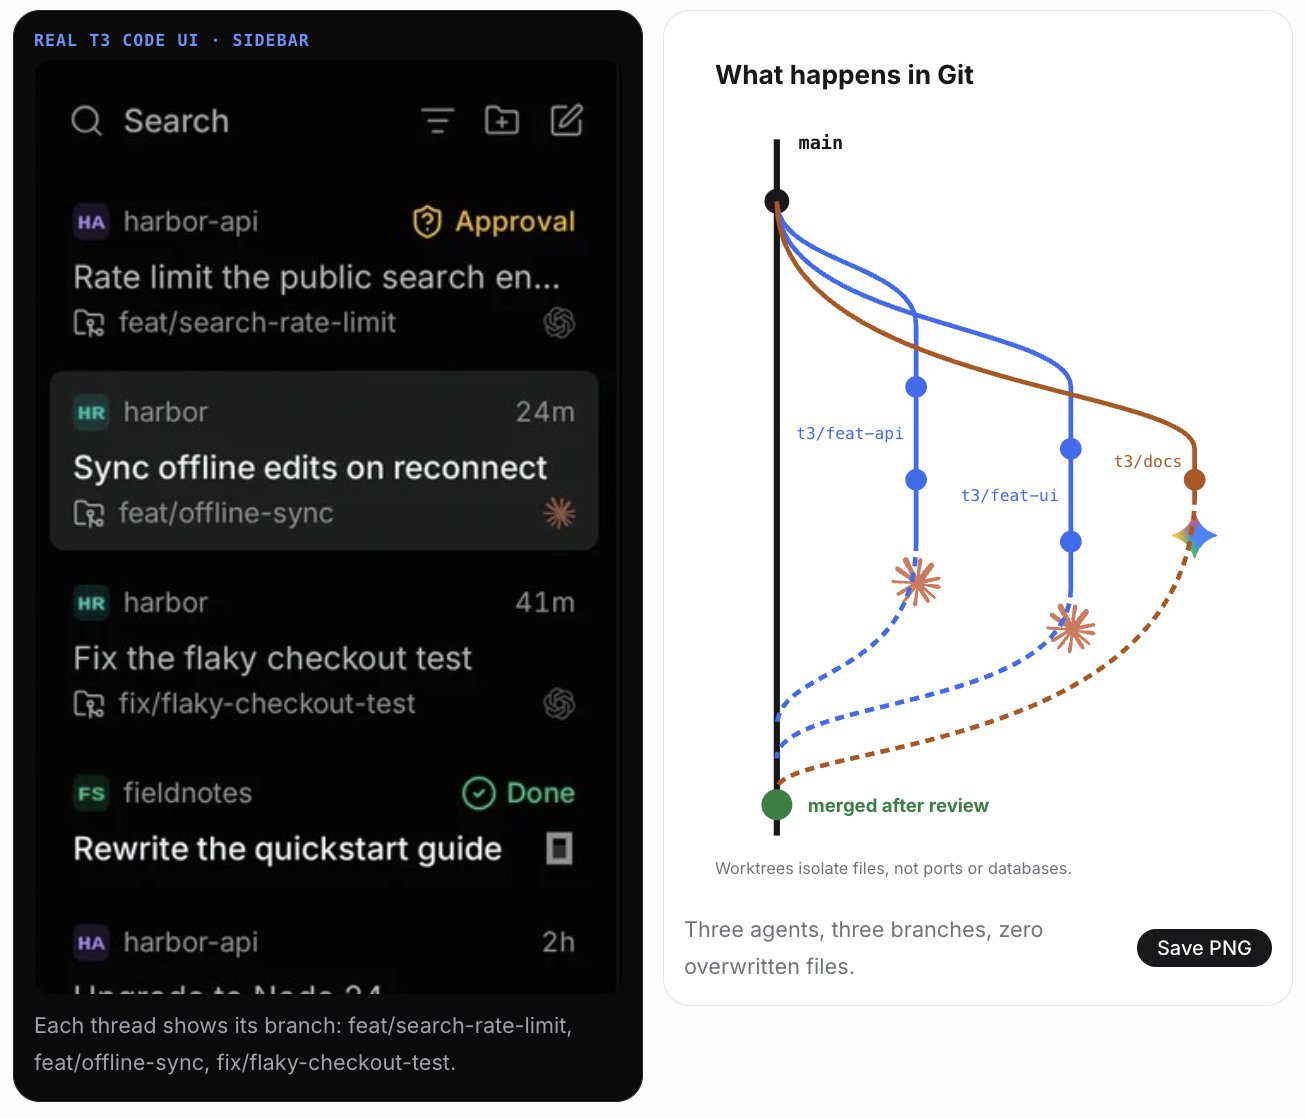 REAL T3 CODE UI · SIDEBAR
Search
HA harbor-api Approval
Rate limit the public search en...
feat/search-rate-limit
HR harbor 24m
Sync offline edits on reconnect
feat/offline-sync
HR harbor 41m
Fix the flaky checkout test
fix/flaky-checkout-test
FS fieldnotes Done
Rewrite the quickstart guide
HA harbor-api 2h
Upgrade to Node 24
Each thread shows its branch: feat/search-rate-limit,
feat/offline-sync, fix/flaky-checkout-test.
What happens in Git
main
t3/feat-api
t3/docs
t3/feat-ui
merged after review
Worktrees isolate files, not ports or databases.
Three agents, three branches, zero
overwritten files.
Save PNG